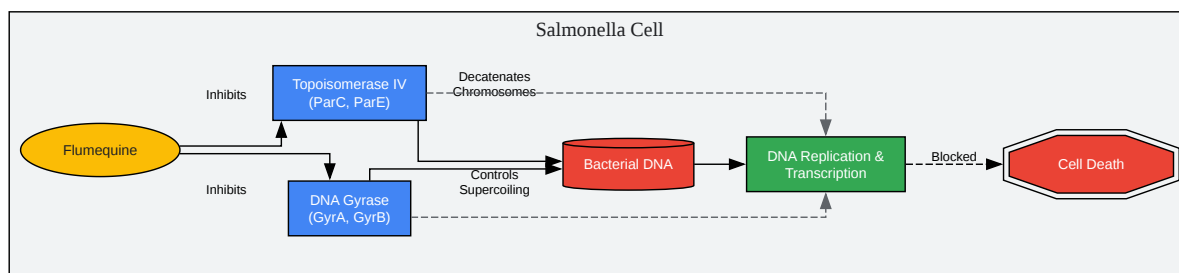 Salmonella Cell
Inhibits
Topoisomerase IV
(ParC, ParE)
Decatenates
Chromosomes
Flumequine
Inhibits
DNA Gyrase
(GyrA, GyrB)
Controls
Supercoiling
Bacterial DNA
DNA Replication &
Transcription
Blocked
Cell Death